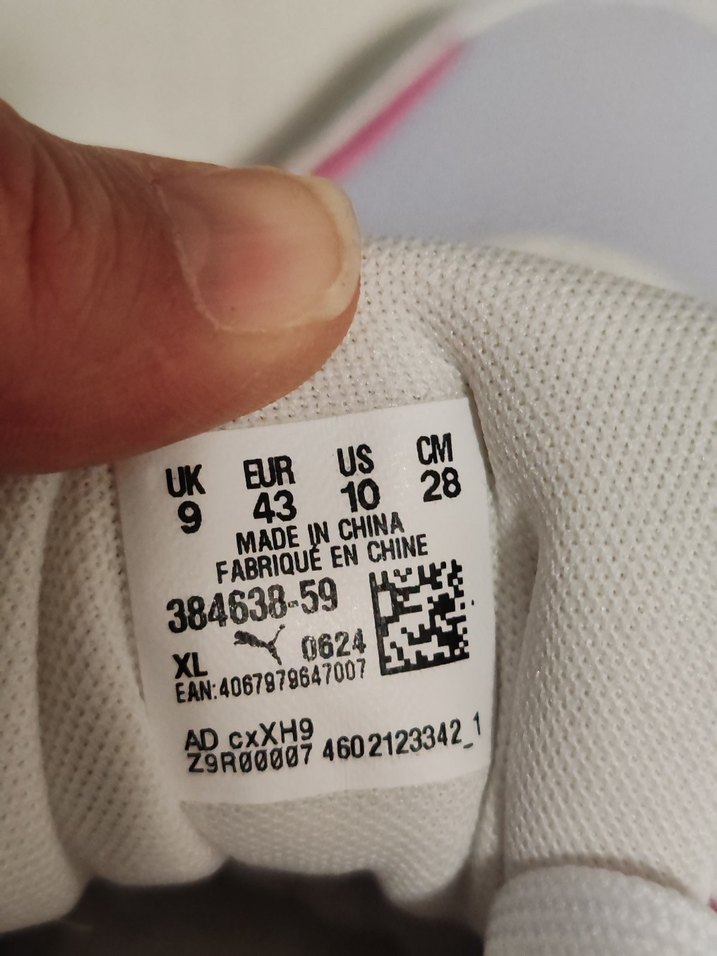 UK EUR US CM
9 43 10 28
MADE IN CHINA
FABRIQUÉ EN CHINE
384638-59
XL 0624
EAN:4067979647007
AD cxXH9
Z9R00007 4602123342_1